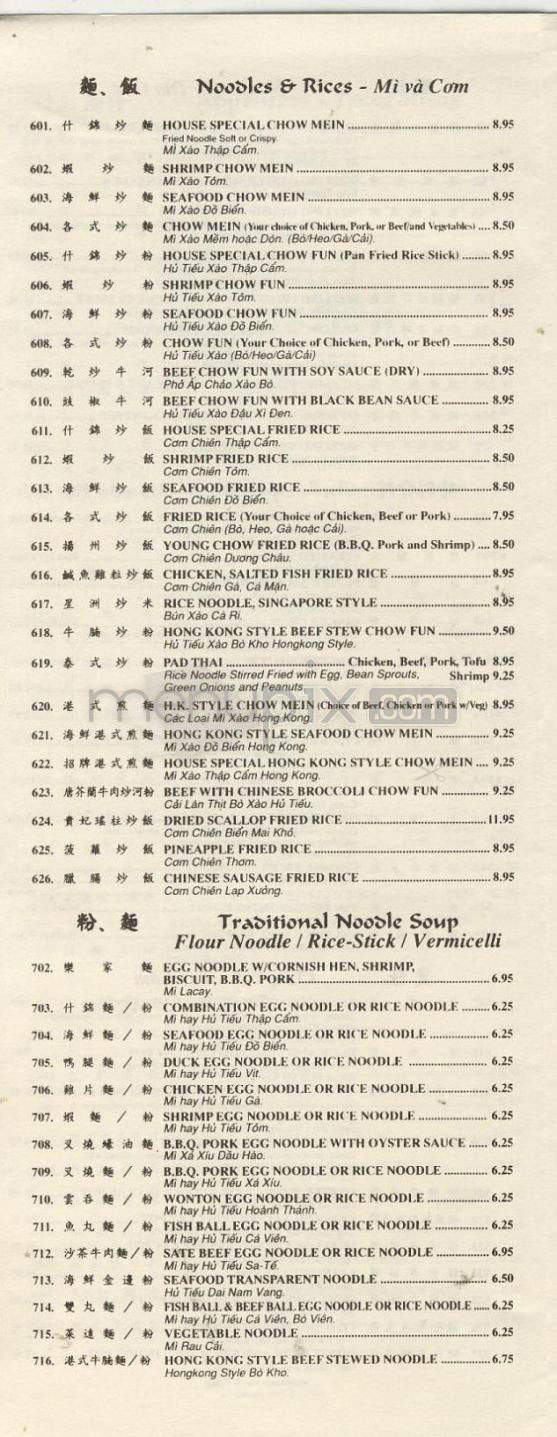 麵、飯 Noodles & Rices - Mì và Cơm
601. 什錦炒麵 HOUSE SPECIAL CHOW MEIN 8.95
Fried Noodle Soft or Crispy.
Mì Xào Thập Cẩm.
602. 蝦炒麵 SHRIMP CHOW MEIN 8.95
Mì Xào Tôm.
603. 海鮮炒麵 SEAFOOD CHOW MEIN 8.95
Mì Xào Đồ Biển.
604. 各式炒麵 CHOW MEIN (Your choice of Chicken, Pork, or Beef/and Vegetables) 8.50
Mì Xào Mềm hoặc Dòn. (Bò/Heo/Gà/Cải).
605. 什錦炒粉 HOUSE SPECIAL CHOW FUN (Pan Fried Rice Stick) 8.95
Hủ Tiếu Xào Thập Cẩm.
606. 蝦炒粉 SHRIMP CHOW FUN 8.95
Hủ Tiếu Xào Tôm.
607. 海鮮炒粉 SEAFOOD CHOW FUN 8.95
Hủ Tiếu Xào Đồ Biển.
608. 各式炒粉 CHOW FUN (Your Choice of Chicken, Pork, or Beef) 8.50
Hủ Tiếu Xào (Bò/Heo/Gà/Cải)
609. 乾炒牛河 BEEF CHOW FUN WITH SOY SAUCE (DRY) 8.95
Phở Áp Chảo Xào Bò.
610. 豉椒牛河 BEEF CHOW FUN WITH BLACK BEAN SAUCE 8.95
Hủ Tiếu Xào Đậu Xì Đen.
611. 什錦炒飯 HOUSE SPECIAL FRIED RICE 8.25
Cơm Chiên Thập Cẩm.
612. 蝦炒飯 SHRIMP FRIED RICE 8.50
Cơm Chiên Tôm.
613. 海鮮炒飯 SEAFOOD FRIED RICE 8.50
Cơm Chiên Đồ Biển.
614. 各式炒飯 FRIED RICE (Your Choice of Chicken, Beef or Pork) 7.95
Cơm Chiên (Bò, Heo, Gà hoặc Cải).
615. 揚州炒飯 YOUNG CHOW FRIED RICE (B.B.Q. Pork and Shrimp) 8.50
Cơm Chiên Dương Châu.
616. 鹹魚雞粒炒飯 CHICKEN, SALTED FISH FRIED RICE 8.95
Cơm Chiên Gà, Cá Mặn.
617. 星洲炒米 RICE NOODLE, SINGAPORE STYLE 8.95
Bún Xào Cà Ri.
618. 牛腩炒粉 HONG KONG STYLE BEEF STEW CHOW FUN 9.50
Hủ Tiếu Xào Bò Kho Hongkong Style.
619. 泰式炒粉 PAD THAI Chicken, Beef, Pork, Tofu 8.95
Rice Noodle Stirred Fried with Egg, Bean Sprouts, Shrimp 9.25
Green Onions and Peanuts.
620. 港式煎麵 H.K. STYLE CHOW MEIN (Choice of Beef, Chicken or Pork w/Veg) 8.95
Các Loại Mì Xào Hong Kong.
621. 海鮮港式煎麵 HONG KONG STYLE SEAFOOD CHOW MEIN 9.25
Mì Xào Đồ Biển Hong Kong.
622. 招牌港式煎麵 HOUSE SPECIAL HONG KONG STYLE CHOW MEIN 9.25
Mì Xào Thập Cẩm Hong Kong.
623. 唐芥蘭牛肉炒河粉 BEEF WITH CHINESE BROCCOLI CHOW FUN 9.25
Cải Làn Thịt Bò Xào Hủ Tiếu.
624. 貴妃瑤柱炒飯 DRIED SCALLOP FRIED RICE 11.95
Cơm Chiên Biển Mai Khô.
625. 菠蘿炒飯 PINEAPPLE FRIED RICE 8.95
Cơm Chiên Thơm.
626. 臘腸炒飯 CHINESE SAUSAGE FRIED RICE 8.95
Cơm Chiên Lạp Xưởng.
粉、麵 Traditional Noodle Soup
Flour Noodle / Rice-Stick / Vermicelli
702. 樂家麵 EGG NOODLE W/CORNISH HEN, SHRIMP,
BISCUIT, B.B.Q. PORK 6.95
Mì Lacay.
703. 什錦麵/粉 COMBINATION EGG NOODLE OR RICE NOODLE 6.25
Mì hay Hủ Tiếu Thập Cẩm.
704. 海鮮麵/粉 SEAFOOD EGG NOODLE OR RICE NOODLE 6.25
Mì hay Hủ Tiếu Đồ Biển.
705. 鴨腿麵/粉 DUCK EGG NOODLE OR RICE NOODLE 6.25
Mì hay Hủ Tiếu Vịt.
706. 雞片麵/粉 CHICKEN EGG NOODLE OR RICE NOODLE 6.25
Mì hay Hủ Tiếu Gà.
707. 蝦麵/粉 SHRIMP EGG NOODLE OR RICE NOODLE 6.25
Mì hay Hủ Tiếu Tôm.
708. 叉燒蠔油麵 B.B.Q. PORK EGG NOODLE WITH OYSTER SAUCE 6.25
Mì Xá Xíu Dầu Hào.
709. 叉燒麵/粉 B.B.Q. PORK EGG NOODLE OR RICE NOODLE 6.25
Mì hay Hủ Tiếu Xá Xíu.
710. 雲吞麵/粉 WONTON EGG NOODLE OR RICE NOODLE 6.25
Mì hay Hủ Tiếu Hoành Thánh.
711. 魚丸麵/粉 FISH BALL EGG NOODLE OR RICE NOODLE 6.25
Mì hay Hủ Tiếu Cá Viên.
*712. 沙茶牛肉麵/粉 SATE BEEF EGG NOODLE OR RICE NOODLE 6.95
Mì hay Hủ Tiếu Sa-Tế.
713. 海鮮金邊粉 SEAFOOD TRANSPARENT NOODLE 6.50
Hủ Tiếu Dai Nam Vang.
714. 雙丸麵/粉 FISH BALL & BEEF BALL EGG NOODLE OR RICE NOODLE 6.25
Mì hay Hủ Tiếu Cá Viên, Bò Viên.
715. 菜遠麵/粉 VEGETABLE NOODLE 6.25
Mì Rau Cải.
716. 港式牛腩麵/粉 HONG KONG STYLE BEEF STEWED NOODLE 6.75
Hongkong Style Bò Kho.
menupix.com